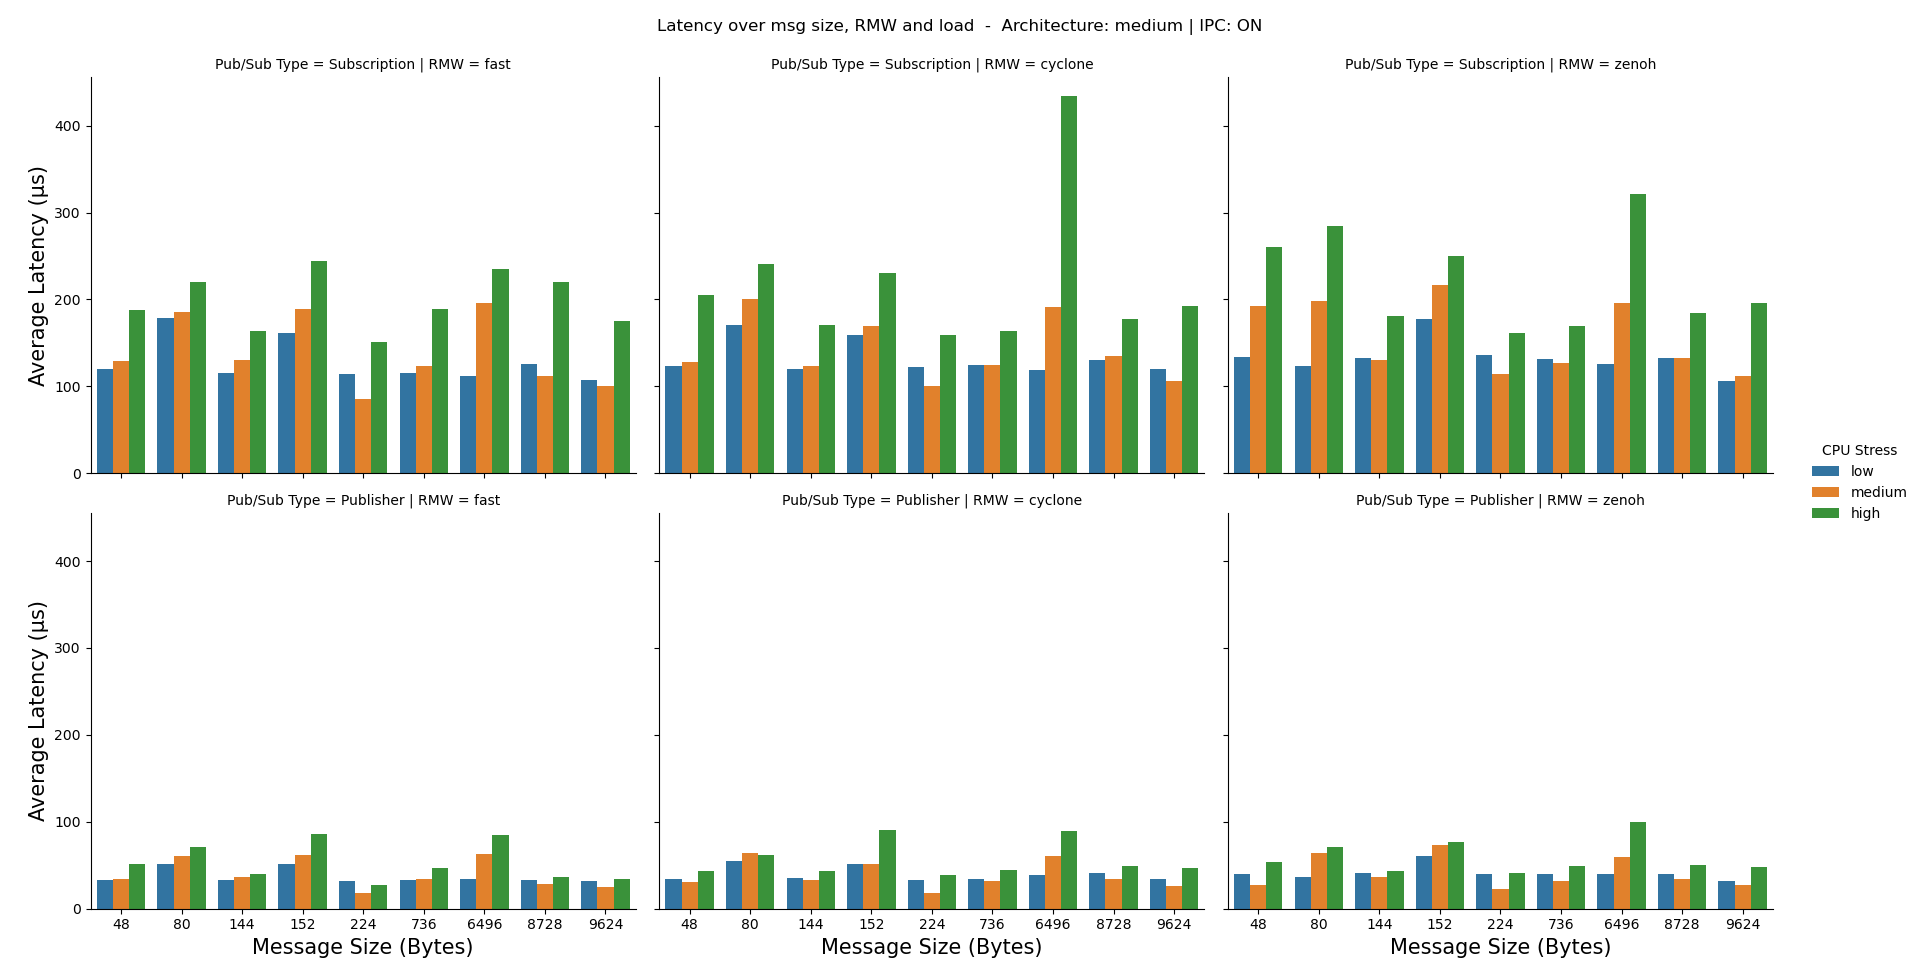 Latency over msg size, RMW and load  -  Architecture: medium | IPC: ON
Pub/Sub Type = Subscription | RMW = fast
Pub/Sub Type = Subscription | RMW = cyclone
Pub/Sub Type = Subscription | RMW = zenoh
Average Latency (µs)
400
300
200
100
0
CPU Stress
low
medium
high
Pub/Sub Type = Publisher | RMW = fast
Pub/Sub Type = Publisher | RMW = cyclone
Pub/Sub Type = Publisher | RMW = zenoh
Average Latency (µs)
400
300
200
100
0
48 80 144 152 224 736 6496 8728 9624
48 80 144 152 224 736 6496 8728 9624
48 80 144 152 224 736 6496 8728 9624
Message Size (Bytes)
Message Size (Bytes)
Message Size (Bytes)